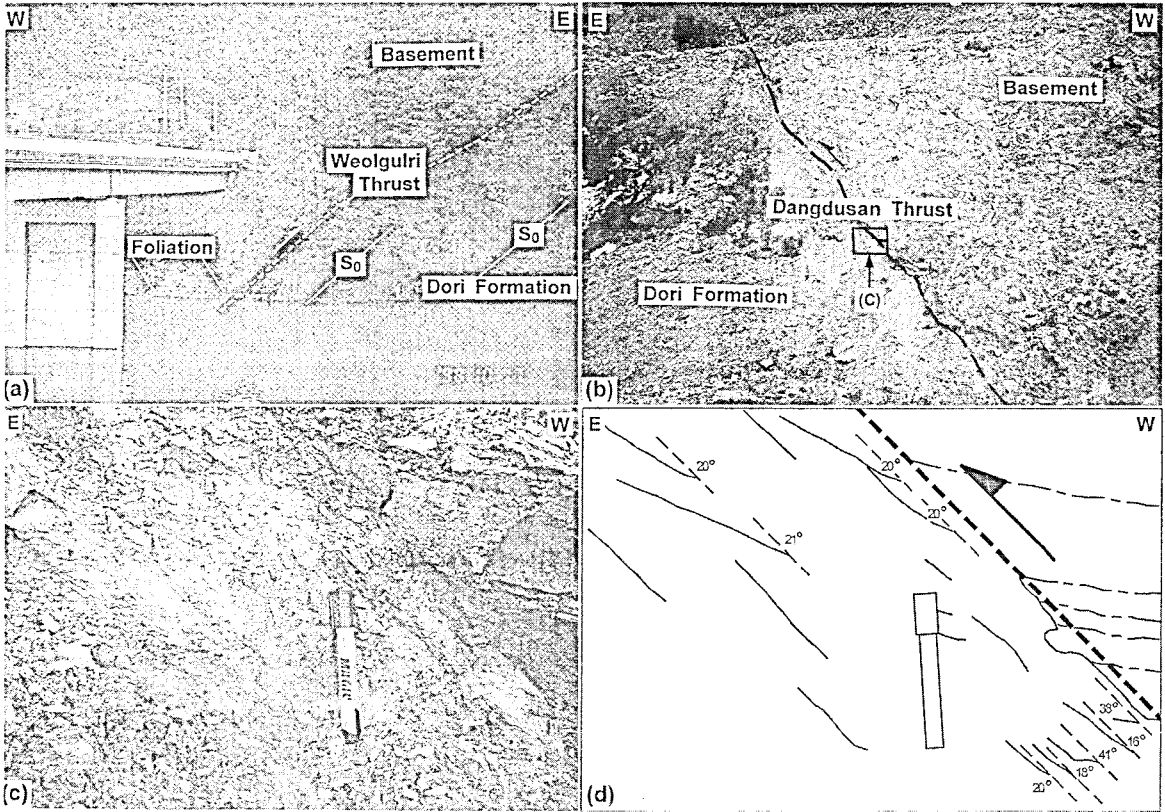 W
E
Basement
Weolgulri
Thrust
Foliation
S₀
S₀
Dori Formation
(a)
E
W
Basement
Dangdusan Thrust
Dori Formation
(C)
(b)
E
W
(c)
E
W
20°
20°
20°
21°
33°
16°
41°
18°
20°
(d)